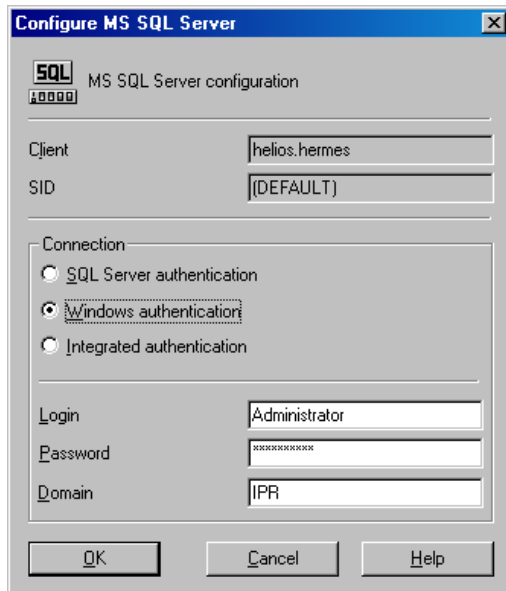 Configure MS SQL Server
SQL
MS SQL Server configuration
Client helios.hermes
SID (DEFAULT)
Connection
SQL Server authentication
Windows authentication
Integrated authentication
Login Administrator
Password **********
Domain IPR
OK Cancel Help